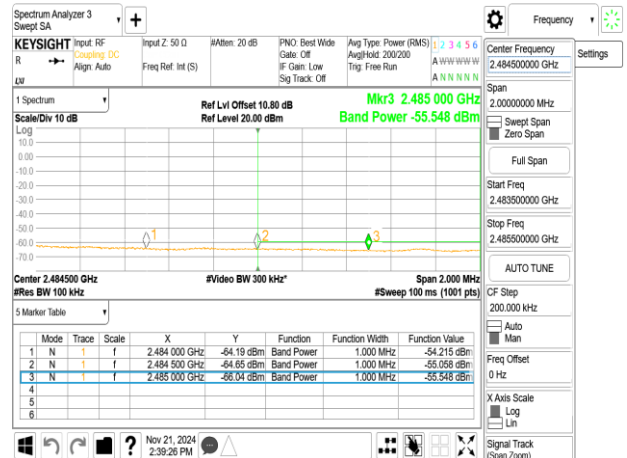 Spectrum Analyzer 3
Swept SA
Frequency
KEYSIGHT
R
Input: RF
Coupling: DC
Align: Auto
Input Z: 50 Ω
Freq Ref: Int (S)
#Atten: 20 dB
PNO: Best Wide
Gate: Off
IF Gain: Low
Sig Track: Off
Avg Type: Power (RMS)
Avg|Hold: 200/200
Trig: Free Run
1 2 3 4 5 6
A W W W W W
A N N N N N
1 Spectrum
Scale/Div 10 dB
Ref Lvl Offset 10.80 dB
Ref Level 20.00 dBm
Mkr3 2.485 000 GHz
Band Power -55.548 dBm
Log
10.0
0.00
-10.0
-20.0
-30.0
-40.0
-50.0
-60.0
-70.0
1
2
3
Center 2.484500 GHz
#Res BW 100 kHz
#Video BW 300 kHz*
Span 2.000 MHz
#Sweep 100 ms (1001 pts)
5 Marker Table
Mode Trace Scale X Y Function Function Width Function Value
1 N 1 f 2.484 000 GHz -64.19 dBm Band Power 1.000 MHz -54.215 dBm
2 N 1 f 2.484 500 GHz -64.65 dBm Band Power 1.000 MHz -55.058 dBm
3 N 1 f 2.485 000 GHz -66.04 dBm Band Power 1.000 MHz -55.548 dBm
4
5
6
?
Nov 21, 2024
2:39:26 PM
Center Frequency
2.484500000 GHz
Settings
Span
2.00000000 MHz
Swept Span
Zero Span
Full Span
Start Freq
2.483500000 GHz
Stop Freq
2.485500000 GHz
AUTO TUNE
CF Step
200.000 kHz
Auto
Man
Freq Offset
0 Hz
X Axis Scale
Log
Lin
Signal Track
(Span Zoom)